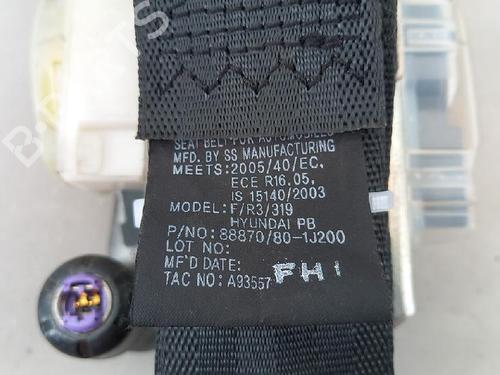 SEAT BELT FOR AUTOMOBILES
MFD. BY SS MANUFACTURING
MEETS:2005/40/EC,
ECE R16.05,
IS 15140/2003
MODEL: F/R3/319
HYUNDAI PB
P/NO: 88870/80-1J200
LOT NO:
MF'D DATE:
TAC NO: A93557
FH1